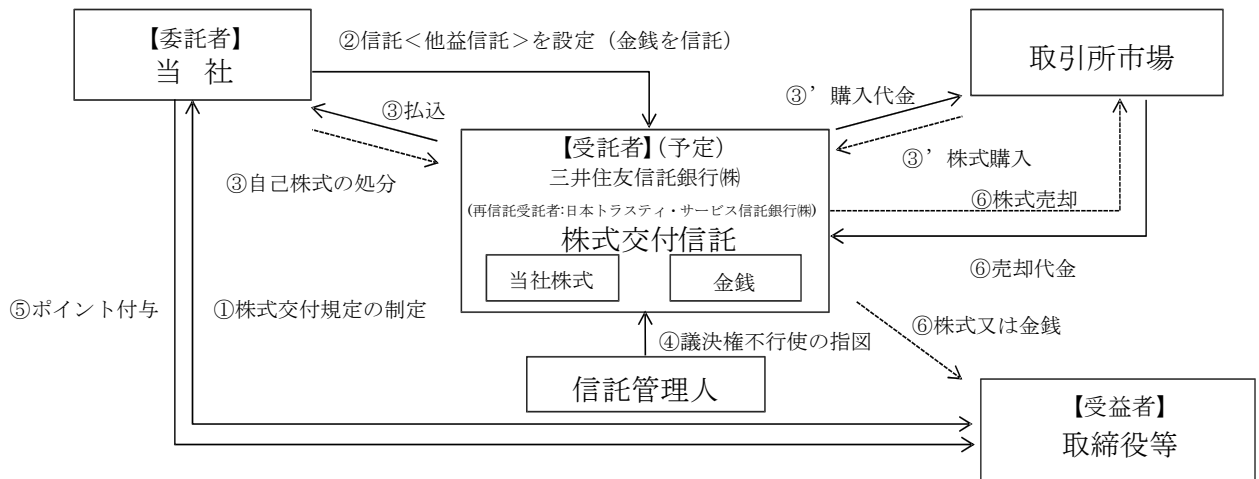 【委託者】
当 社
②信託＜他益信託＞を設定（金銭を信託）
取引所市場
③払込
③’購入代金
【受託者】(予定)
三井住友信託銀行㈱
③’株式購入
③自己株式の処分
(再信託受託者:日本トラスティ・サービス信託銀行㈱)
⑥株式売却
株式交付信託
当社株式
金銭
⑥売却代金
⑤ポイント付与
①株式交付規定の制定
⑥株式又は金銭
④議決権不行使の指図
信託管理人
【受益者】
取締役等